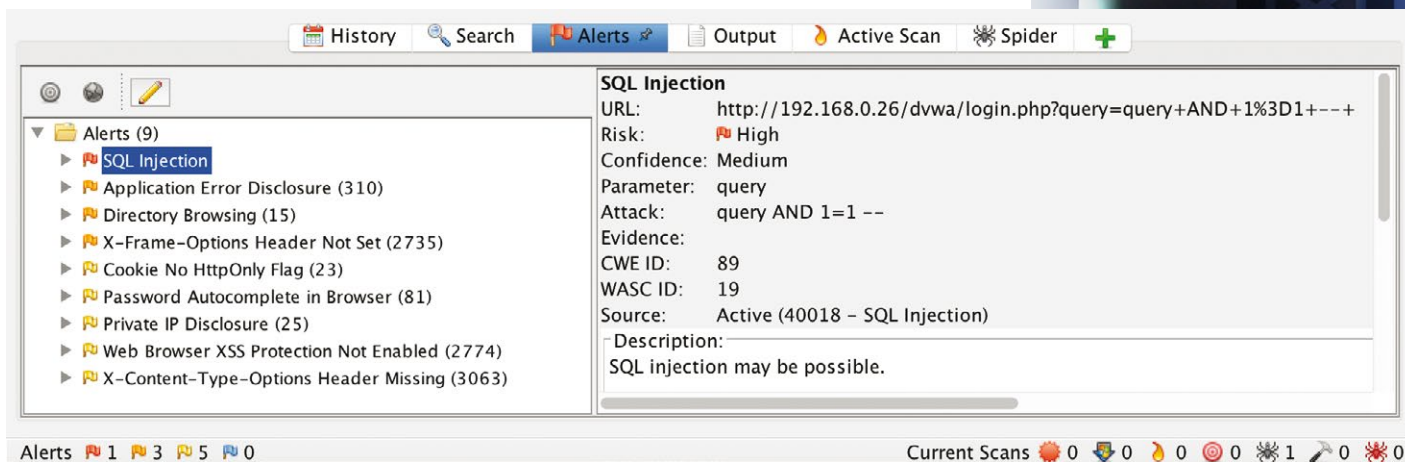 History Search Alerts Output Active Scan Spider
Alerts (9)
SQL Injection
Application Error Disclosure (310)
Directory Browsing (15)
X-Frame-Options Header Not Set (2735)
Cookie No HttpOnly Flag (23)
Password Autocomplete in Browser (81)
Private IP Disclosure (25)
Web Browser XSS Protection Not Enabled (2774)
X-Content-Type-Options Header Missing (3063)
SQL Injection
URL: http://192.168.0.26/dvwa/login.php?query=query+AND+1%3D1+--+
Risk: High
Confidence: Medium
Parameter: query
Attack: query AND 1=1 --
Evidence:
CWE ID: 89
WASC ID: 19
Source: Active (40018 - SQL Injection)
Description:
SQL injection may be possible.
Alerts 1 3 5 0 Current Scans 0 0 0 0 1 0 0